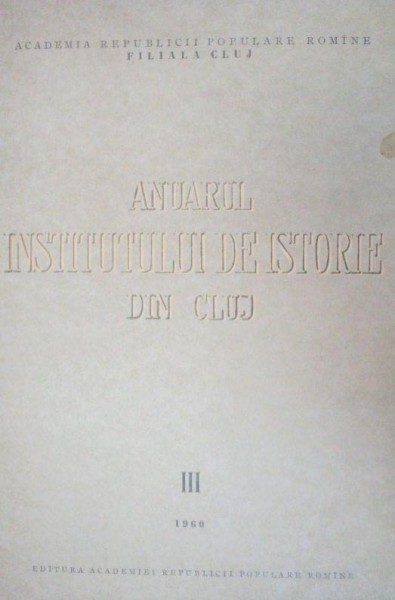 ACADEMIA REPUBLICII POPULARE ROMÎNE
FILIALA CLUJ
ANUARUL
INSTITUTULUI DE ISTORIE
DIN CLUJ
III
1960
EDITURA ACADEMIEI REPUBLICII POPULARE ROMÎNE